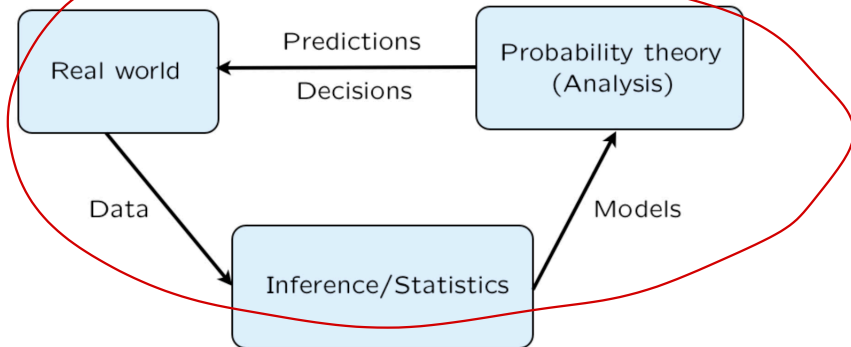 Real world
Predictions
Decisions
Probability theory
(Analysis)
Data
Models
Inference/Statistics